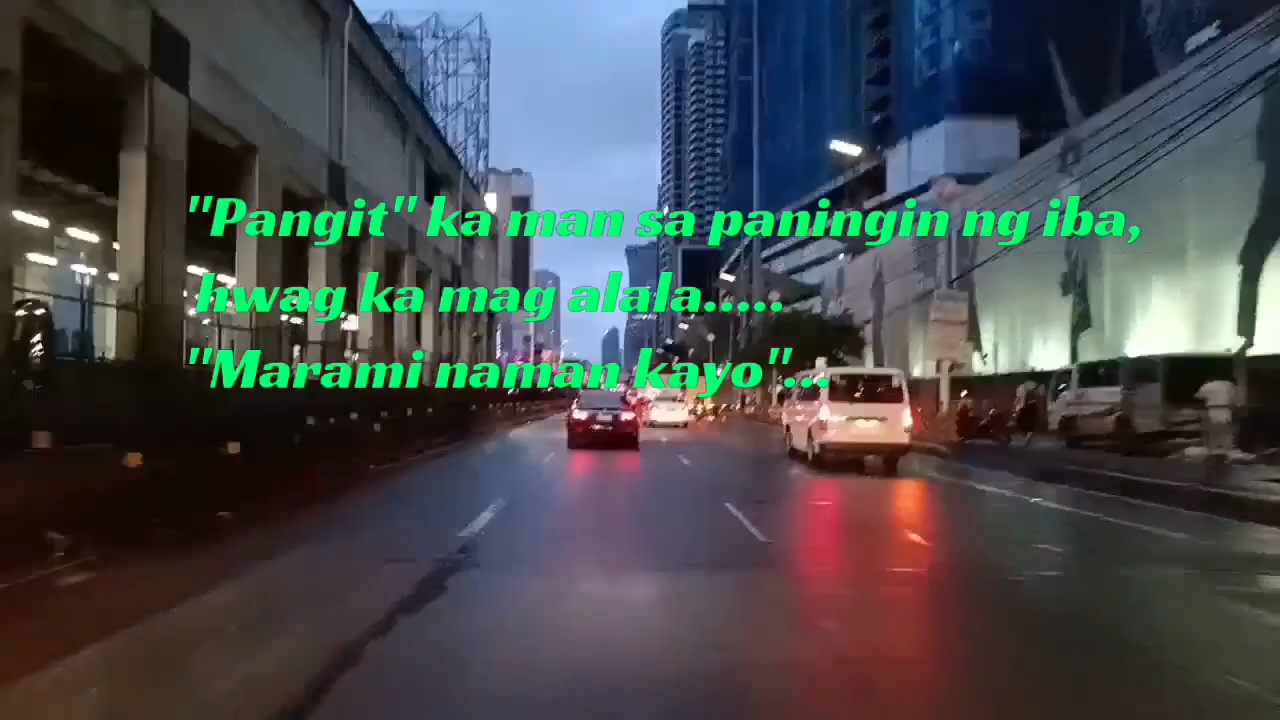 "Pangit" ka man sa paningin ng iba,
hwag ka mag alala.....
"Marami naman kayo"...